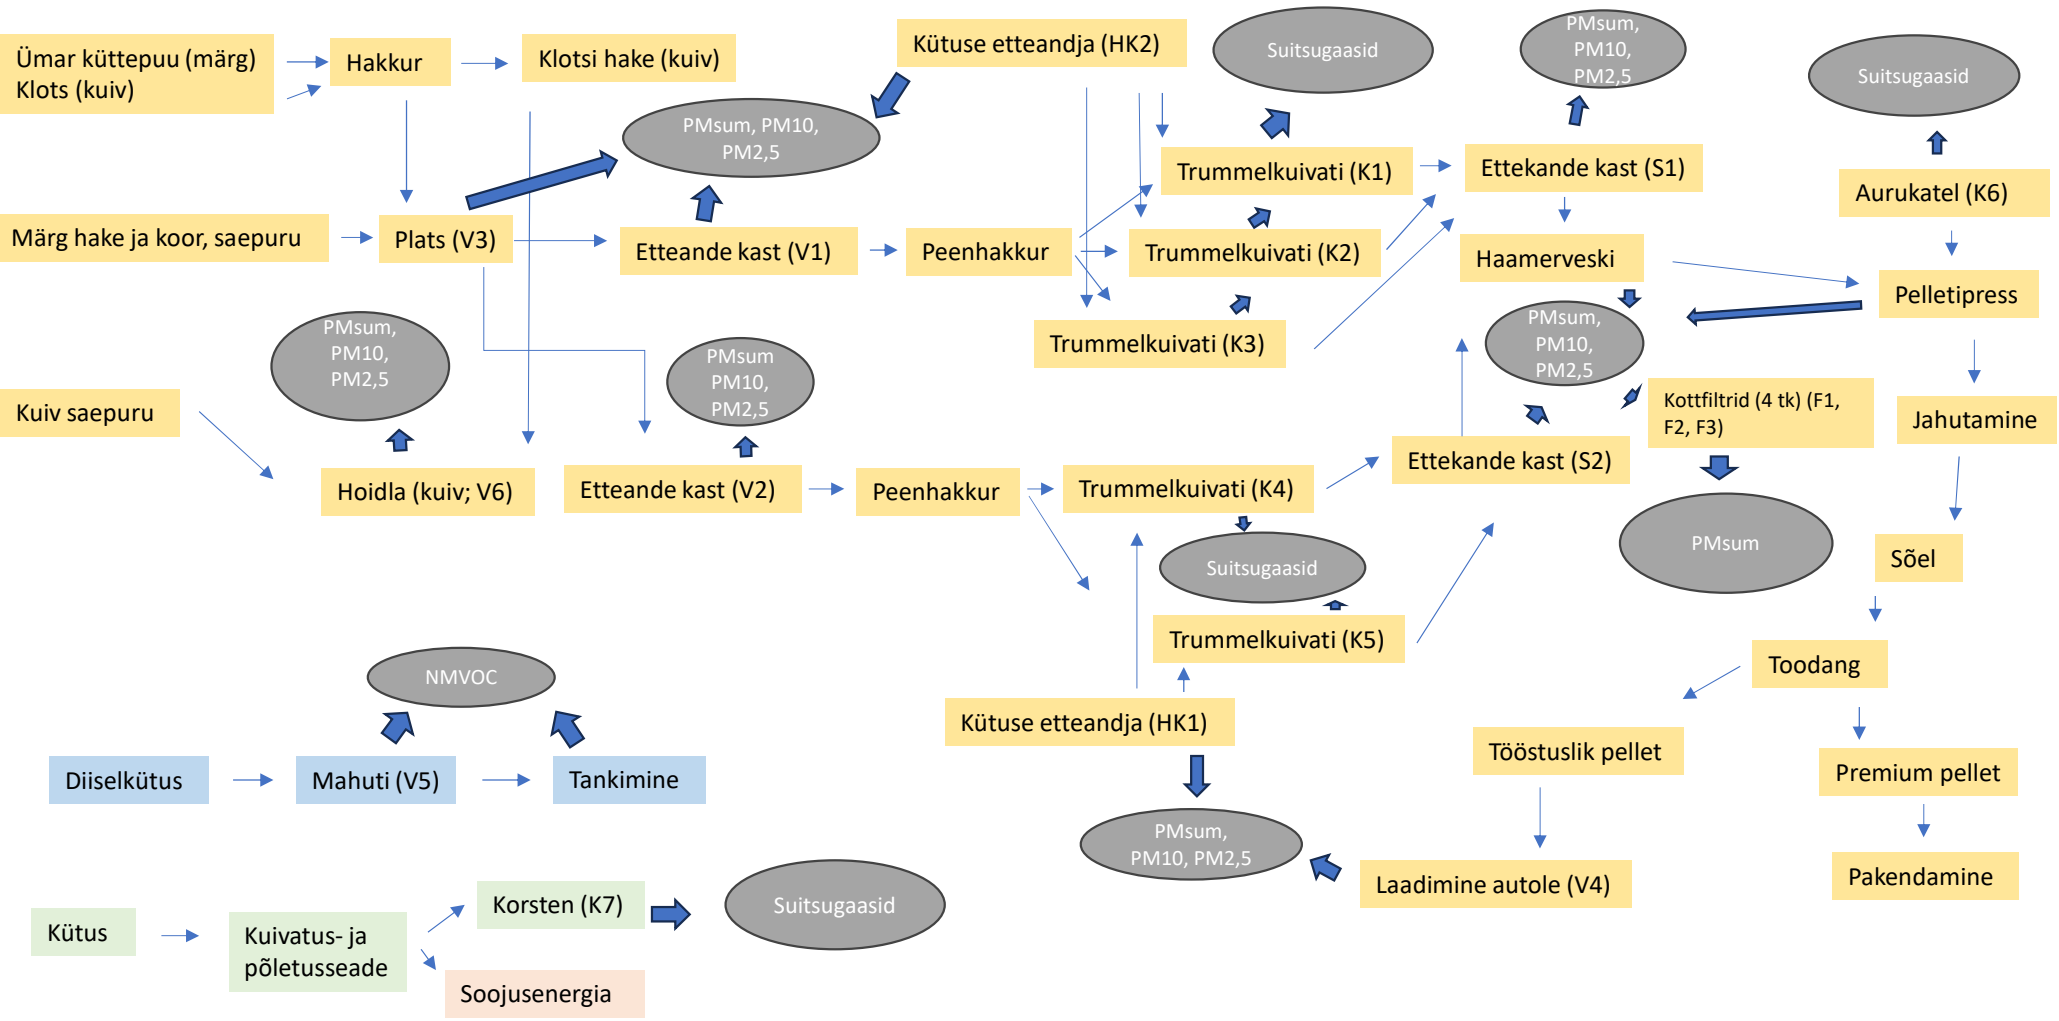 Ümar küttepuu (märg)
Klots (kuiv)
Hakkur
Klotsi hake (kuiv)
Kütuse etteandja (HK2)
Suitsugaasid
PMsum,
PM10,
PM2,5
Suitsugaasid
PMsum, PM10,
PM2,5
Trummelkuivati (K1)
Ettekande kast (S1)
Aurukatel (K6)
Märg hake ja koor, saepuru
Plats (V3)
Etteande kast (V1)
Peenhakkur
Trummelkuivati (K2)
Haamerveski
Pelletipress
PMsum,
PM10,
PM2,5
PMsum
PM10,
PM2,5
Trummelkuivati (K3)
PMsum,
PM10,
PM2,5
Kuiv saepuru
Kottfiltrid (4 tk) (F1,
F2, F3)
Jahutamine
Hoidla (kuiv; V6)
Etteande kast (V2)
Peenhakkur
Trummelkuivati (K4)
Ettekande kast (S2)
Suitsugaasid
PMsum
Sõel
Trummelkuivati (K5)
NMVOC
Toodang
Kütuse etteandja (HK1)
Tööstuslik pellet
Premium pellet
Diiselkütus
Mahuti (V5)
Tankimine
PMsum,
PM10, PM2,5
Laadimine autole (V4)
Pakendamine
Kütus
Kuivatus- ja
põletusseade
Korsten (K7)
Suitsugaasid
Soojusenergia